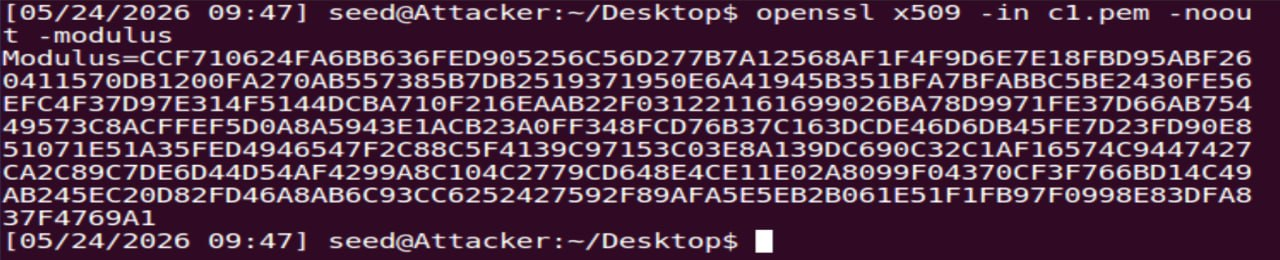 [05/24/2026 09:47] seed@Attacker:~/Desktop$ openssl x509 -in c1.pem -noou
t -modulus
Modulus=CCF710624FA6BB636FED905256C56D277B7A12568AF1F4F9D6E7E18FBD95ABF26
0411570DB1200FA270AB557385B7DB2519371950E6A41945B351BFA7BFABBC5BE2430FE56
EFC4F37D97E314F5144DCBA710F216EAAB22F031221161699026BA78D9971FE37D66AB754
49573C8ACFFEF5D0A8A5943E1ACB23A0FF348FCD76B37C163DCDE46D6DB45FE7D23FD90E8
51071E51A35FED4946547F2C88C5F4139C97153C03E8A139DC690C32C1AF16574C9447427
CA2C89C7DE6D44D54AF4299A8C104C2779CD648E4CE11E02A8099F04370CF3F766BD14C49
AB245EC20D82FD46A8AB6C93CC6252427592F89AFA5E5EB2B061E51F1FB97F0998E83DFA8
37F4769A1
[05/24/2026 09:47] seed@Attacker:~/Desktop$